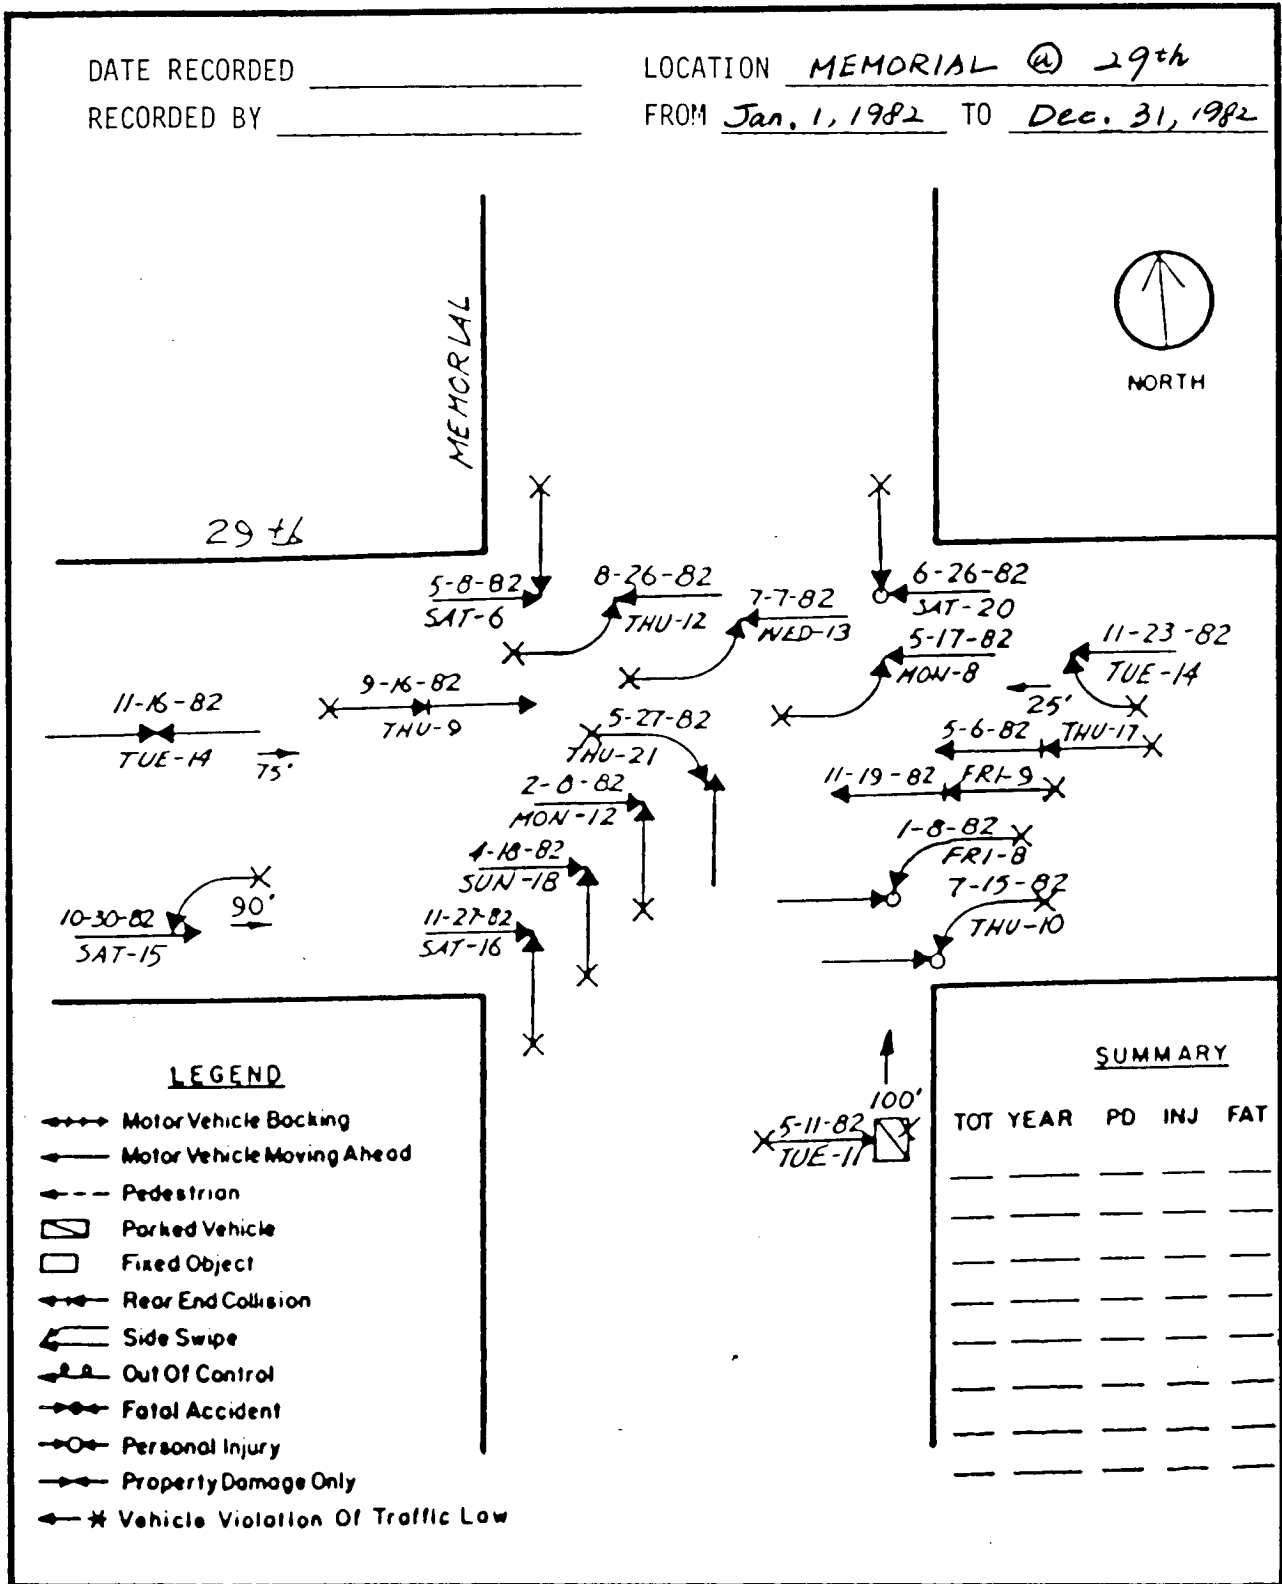 DATE RECORDED
LOCATION MEMORIAL @ 29th
RECORDED BY
FROM Jan. 1, 1982 TO Dec. 31, 1982
MEMORIAL
NORTH
29th
5-8-82
SAT-6
8-26-82
THU-12
7-7-82
WED-13
6-26-82
SAT-20
5-17-82
MON-8
11-23-82
TUE-14
25'
11-16-82
TUE-14
75'
9-16-82
THU-9
5-27-82
THU-21
5-6-82
THU-17
11-19-82
FRI-9
2-8-82
MON-12
1-8-82
FRI-8
4-18-82
SUN-18
7-15-82
THU-10
10-30-82
SAT-15
90'
11-27-82
SAT-16
100'
5-11-82
TUE-11
LEGEND
Motor Vehicle Backing
Motor Vehicle Moving Ahead
Pedestrian
Parked Vehicle
Fixed Object
Rear End Collision
Side Swipe
Out Of Control
Fatal Accident
Personal Injury
Property Damage Only
Vehicle Violation Of Traffic Law
SUMMARY
TOT YEAR PD INJ FAT